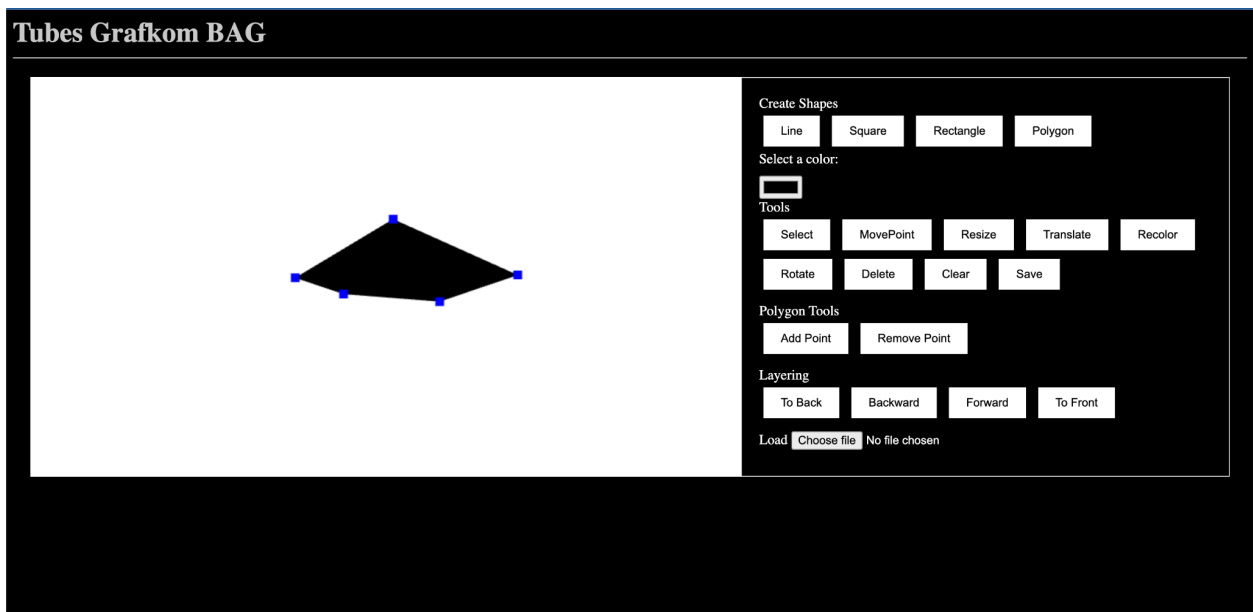 Tubes Grafkom BAG
Create Shapes
Line Square Rectangle Polygon
Select a color:
Tools
Select MovePoint Resize Translate Recolor
Rotate Delete Clear Save
Polygon Tools
Add Point Remove Point
Layering
To Back Backward Forward To Front
Load Choose file No file chosen